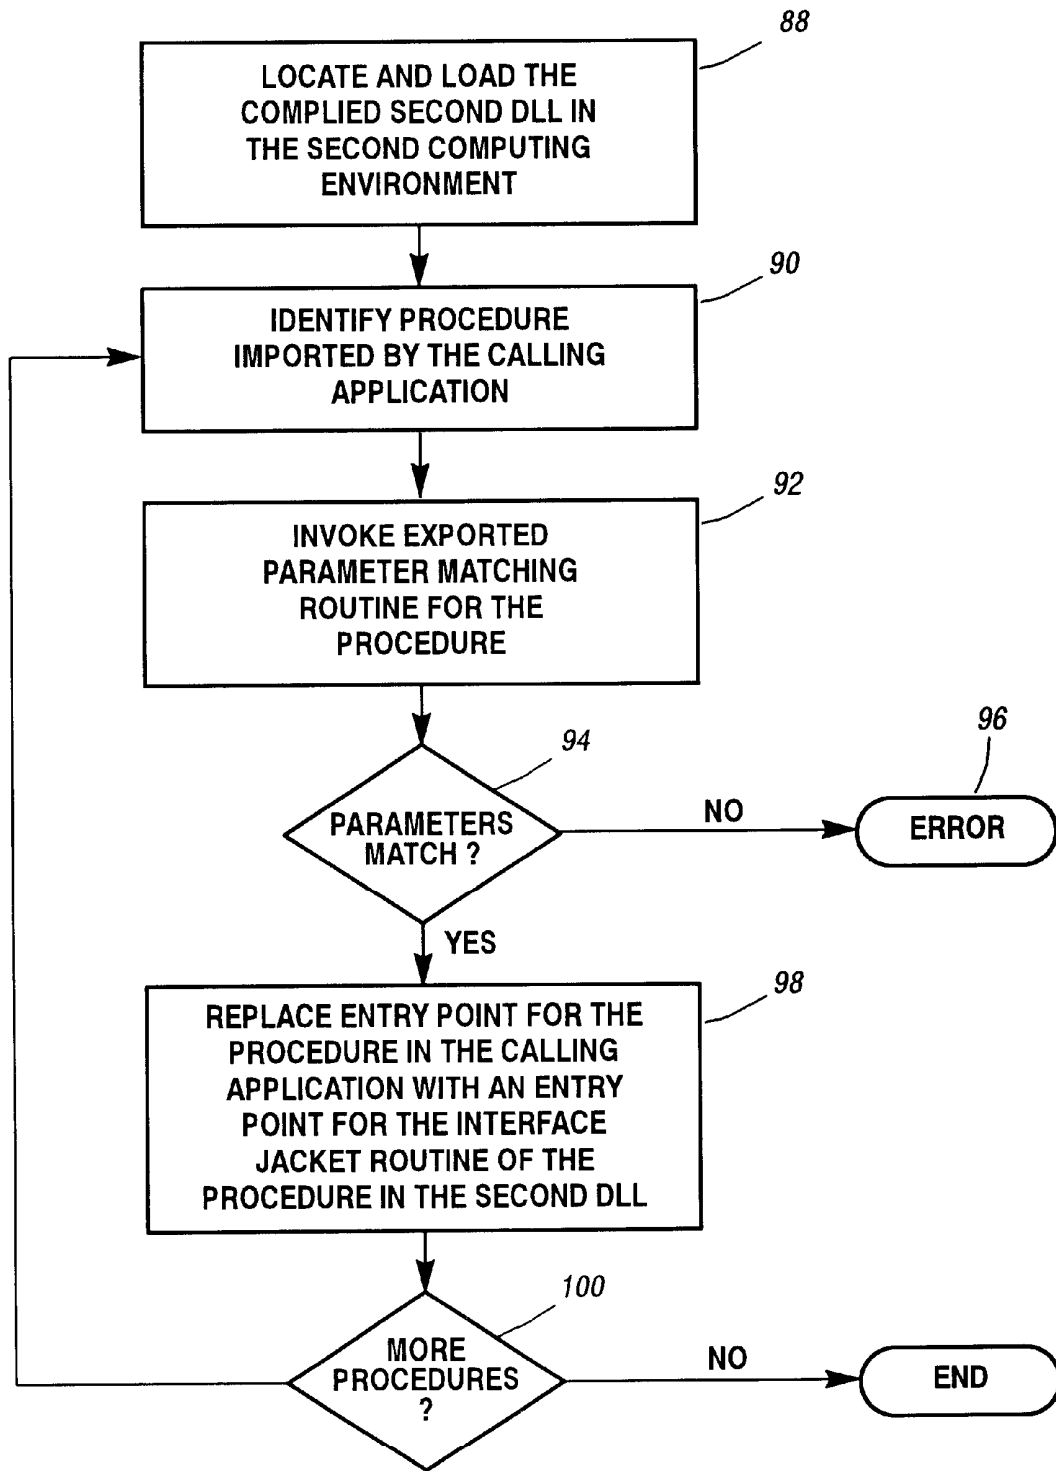 88
LOCATE AND LOAD THE
COMPLIED SECOND DLL IN
THE SECOND COMPUTING
ENVIRONMENT
90
IDENTIFY PROCEDURE
IMPORTED BY THE CALLING
APPLICATION
92
INVOKE EXPORTED
PARAMETER MATCHING
ROUTINE FOR THE
PROCEDURE
94
PARAMETERS
MATCH ?
NO
96
ERROR
YES
98
REPLACE ENTRY POINT FOR THE
PROCEDURE IN THE CALLING
APPLICATION WITH AN ENTRY
POINT FOR THE INTERFACE
JACKET ROUTINE OF THE
PROCEDURE IN THE SECOND DLL
100
MORE
PROCEDURES
?
NO
END